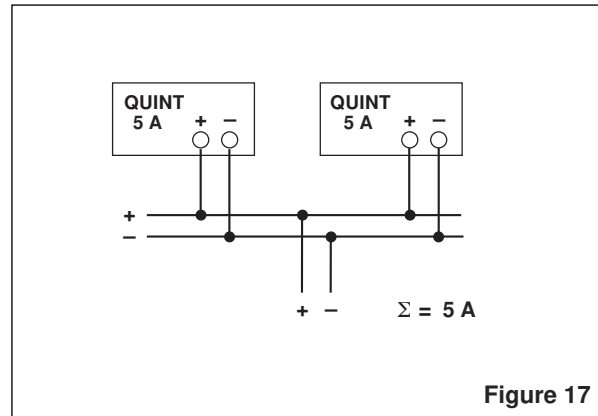 QUINT
5 A + −
QUINT
5 A + −
+
−
+ − Σ = 5 A
Figure 17